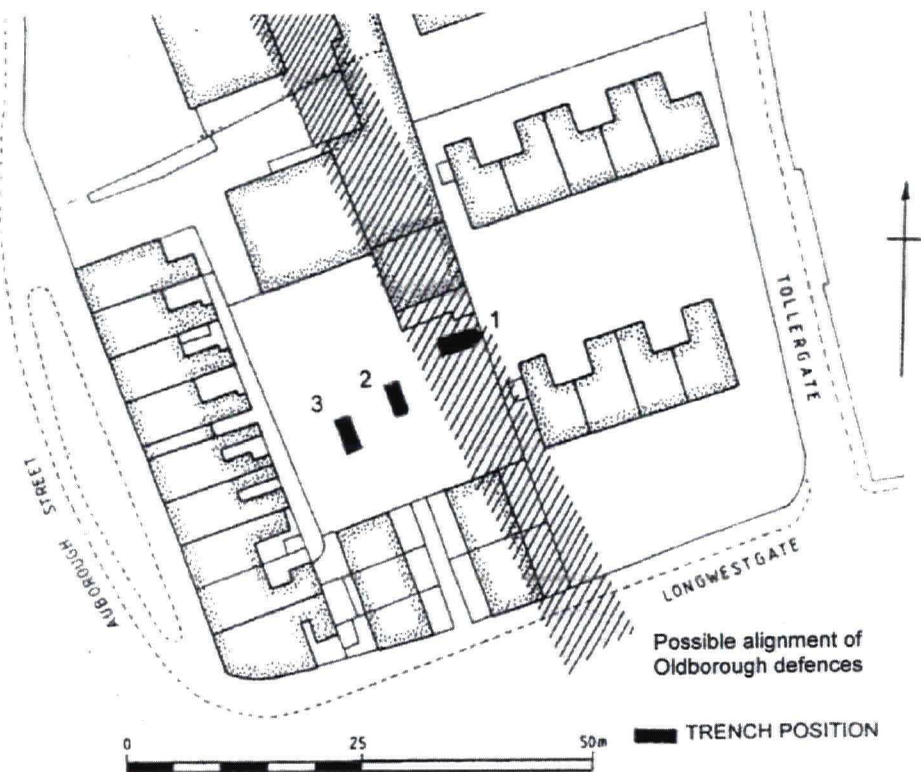 1
2
3
TOLLERGATE
AUBOROUGH STREET
LONGWESTGATE
Possible alignment of
Oldborough defences
TRENCH POSITION
0 25 50m